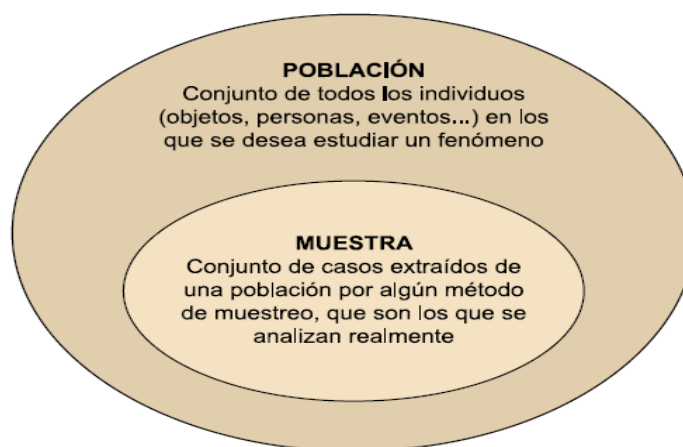 POBLACIÓN
Conjunto de todos los individuos
(objetos, personas, eventos...) en los
que se desea estudiar un fenómeno
MUESTRA
Conjunto de casos extraídos de
una población por algún método
de muestreo, que son los que se
analizan realmente